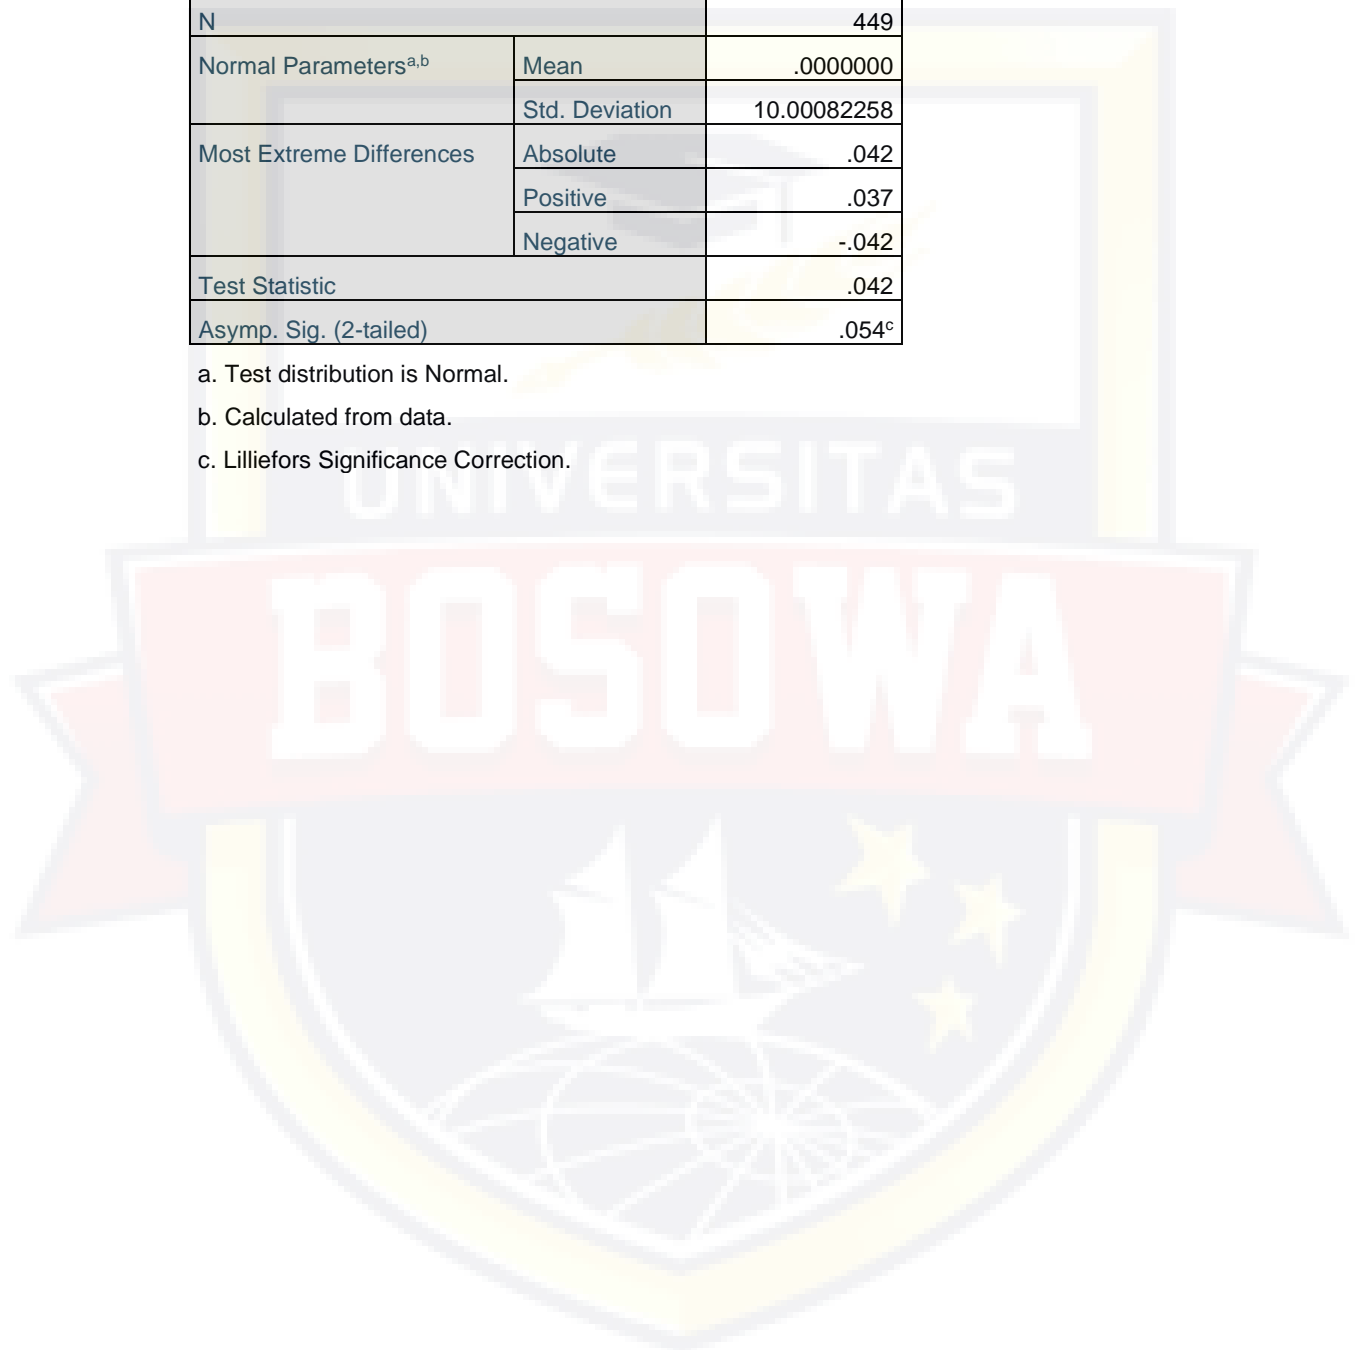 N 449
Normal Parametersa,b Mean .0000000
Std. Deviation 10.00082258
Most Extreme Differences Absolute .042
Positive .037
Negative -.042
Test Statistic .042
Asymp. Sig. (2-tailed) .054c
a. Test distribution is Normal.
b. Calculated from data.
c. Lilliefors Significance Correction.
UNIVERSITAS
BOSOWA